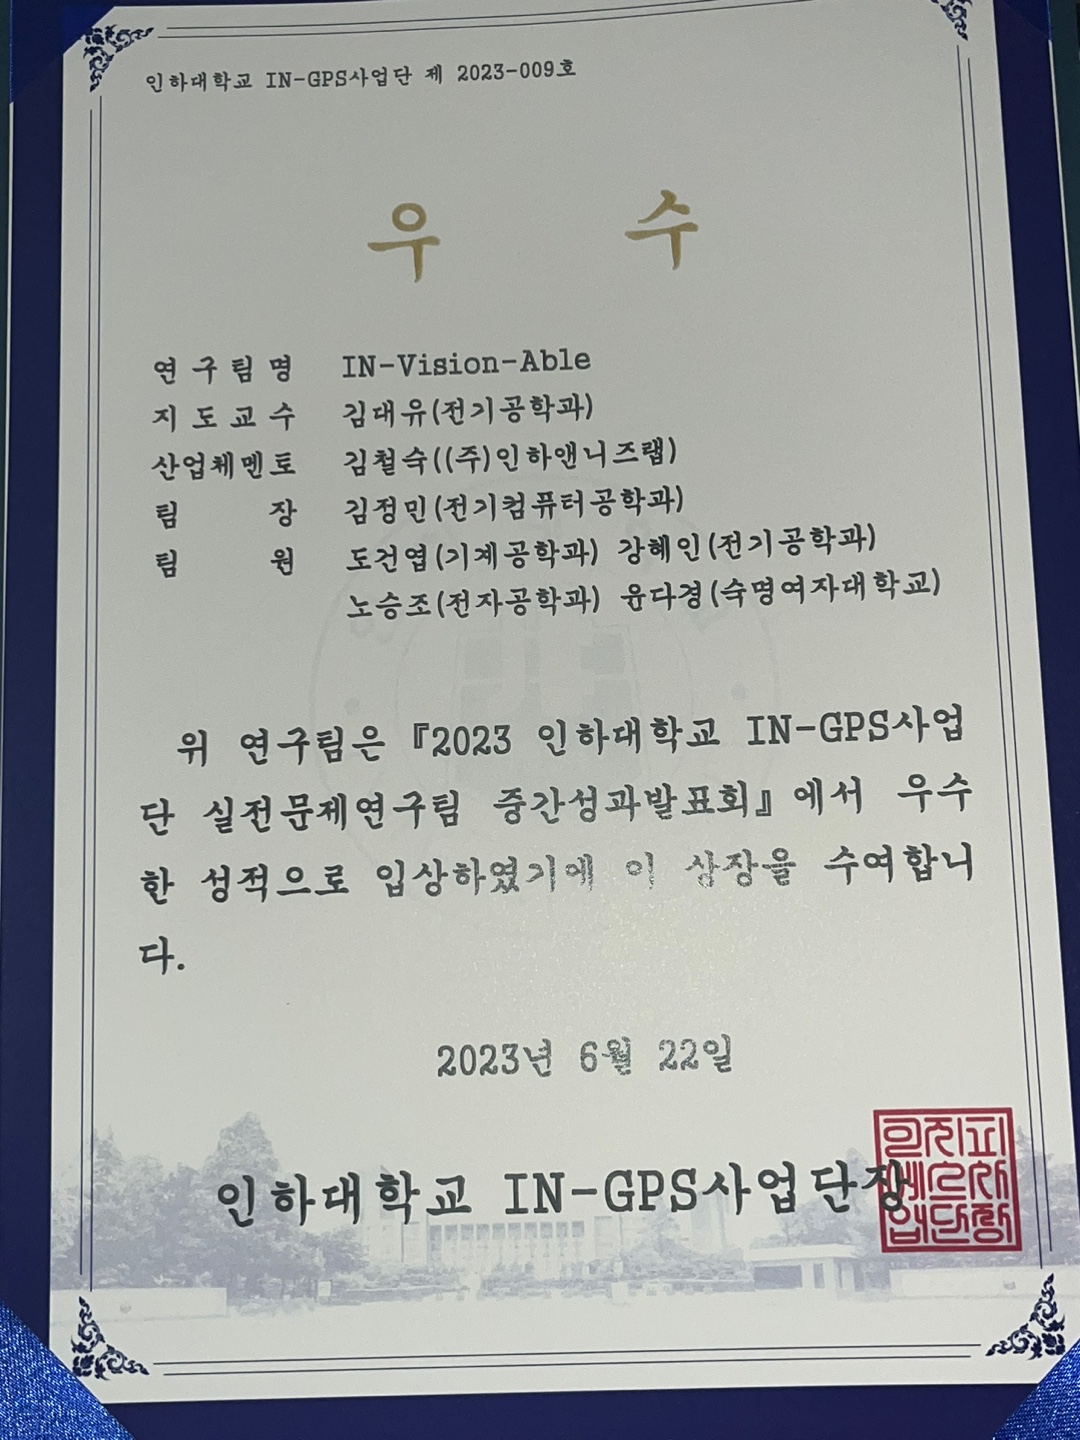 인하대학교 IN-GPS사업단 제 2023-009호
우 수
연구팀명 IN-Vision-Able
지도교수 김대유(전기공학과)
산업체멘토 김철숙((주)인하앤니즈랩)
팀 장 김정민(전기컴퓨터공학과)
팀 원 도건엽(기계공학과) 강혜인(전기공학과)
노승조(전자공학과) 윤다경(숙명여자대학교)
위 연구팀은 『2023 인하대학교 IN-GPS사업
단 실전문제연구팀 중간성과발표회』에서 우수
한 성적으로 입상하였기에 이 상장을 수여합니
다.
2023년 6월 22일
인하대학교 IN-GPS사업단장